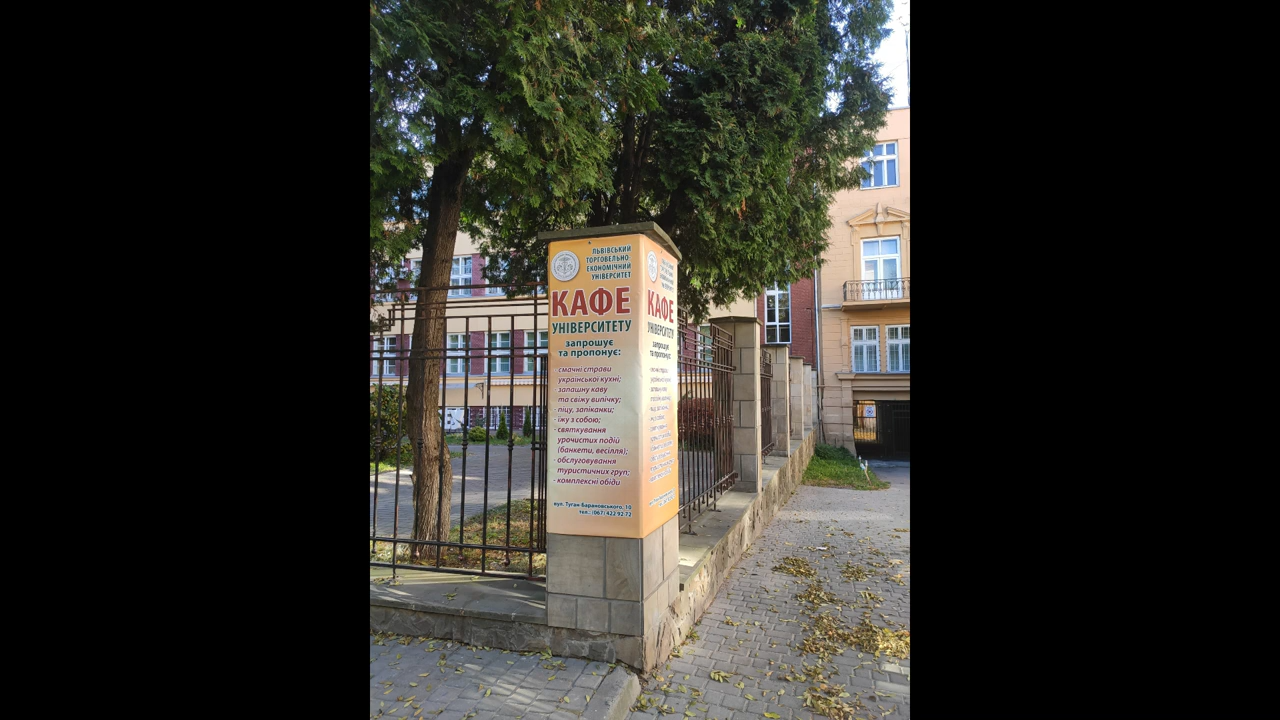 ЛЬВІВСЬКИЙ
ТОРГОВЕЛЬНО-
ЕКОНОМІЧНИЙ
УНІВЕРСИТЕТ
КАФЕ
УНІВЕРСИТЕТУ
запрошує
та пропонує:
- смачні страви
української кухні;
- запашну каву
та свіжу випічку;
- піцу, запіканки;
- їжу з собою;
- святкування
урочистих подій
(банкети, весілля);
- обслуговування
туристичних груп;
- комплексні обіди
вул. Туган-Барановського, 10
тел.: (067) 422 92 72
КАФЕ
УНІВЕРСИТЕТУ
запрошує
та пропонує: